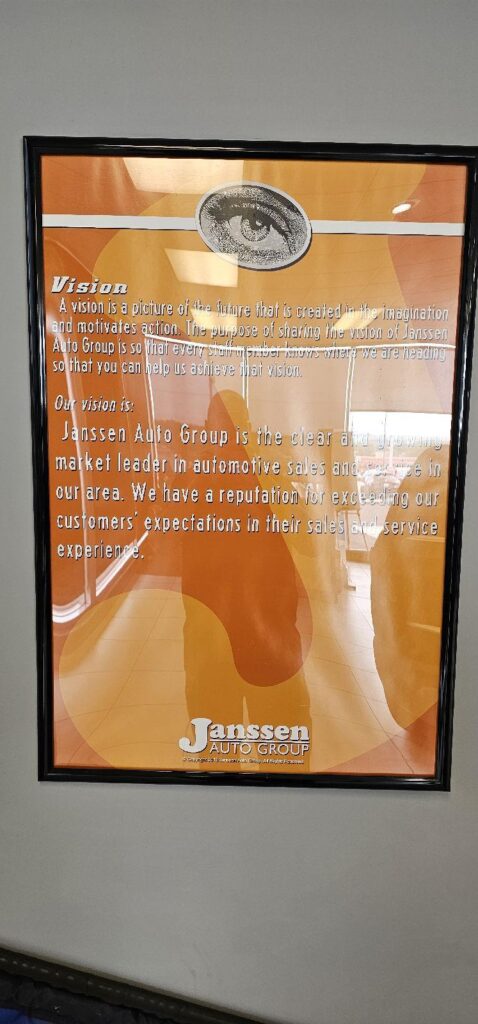 Vision
A vision is a picture of the future that is created in the imagination
and motivates action. The purpose of sharing the vision of Janssen
Auto Group is so that every staff member knows where we are heading
so that you can help us achieve that vision.
Our vision is:
Janssen Auto Group is the clear and growing
market leader in automotive sales and service in
our area. We have a reputation for exceeding our
customers' expectations in their sales and service
experience.
Janssen
AUTO GROUP